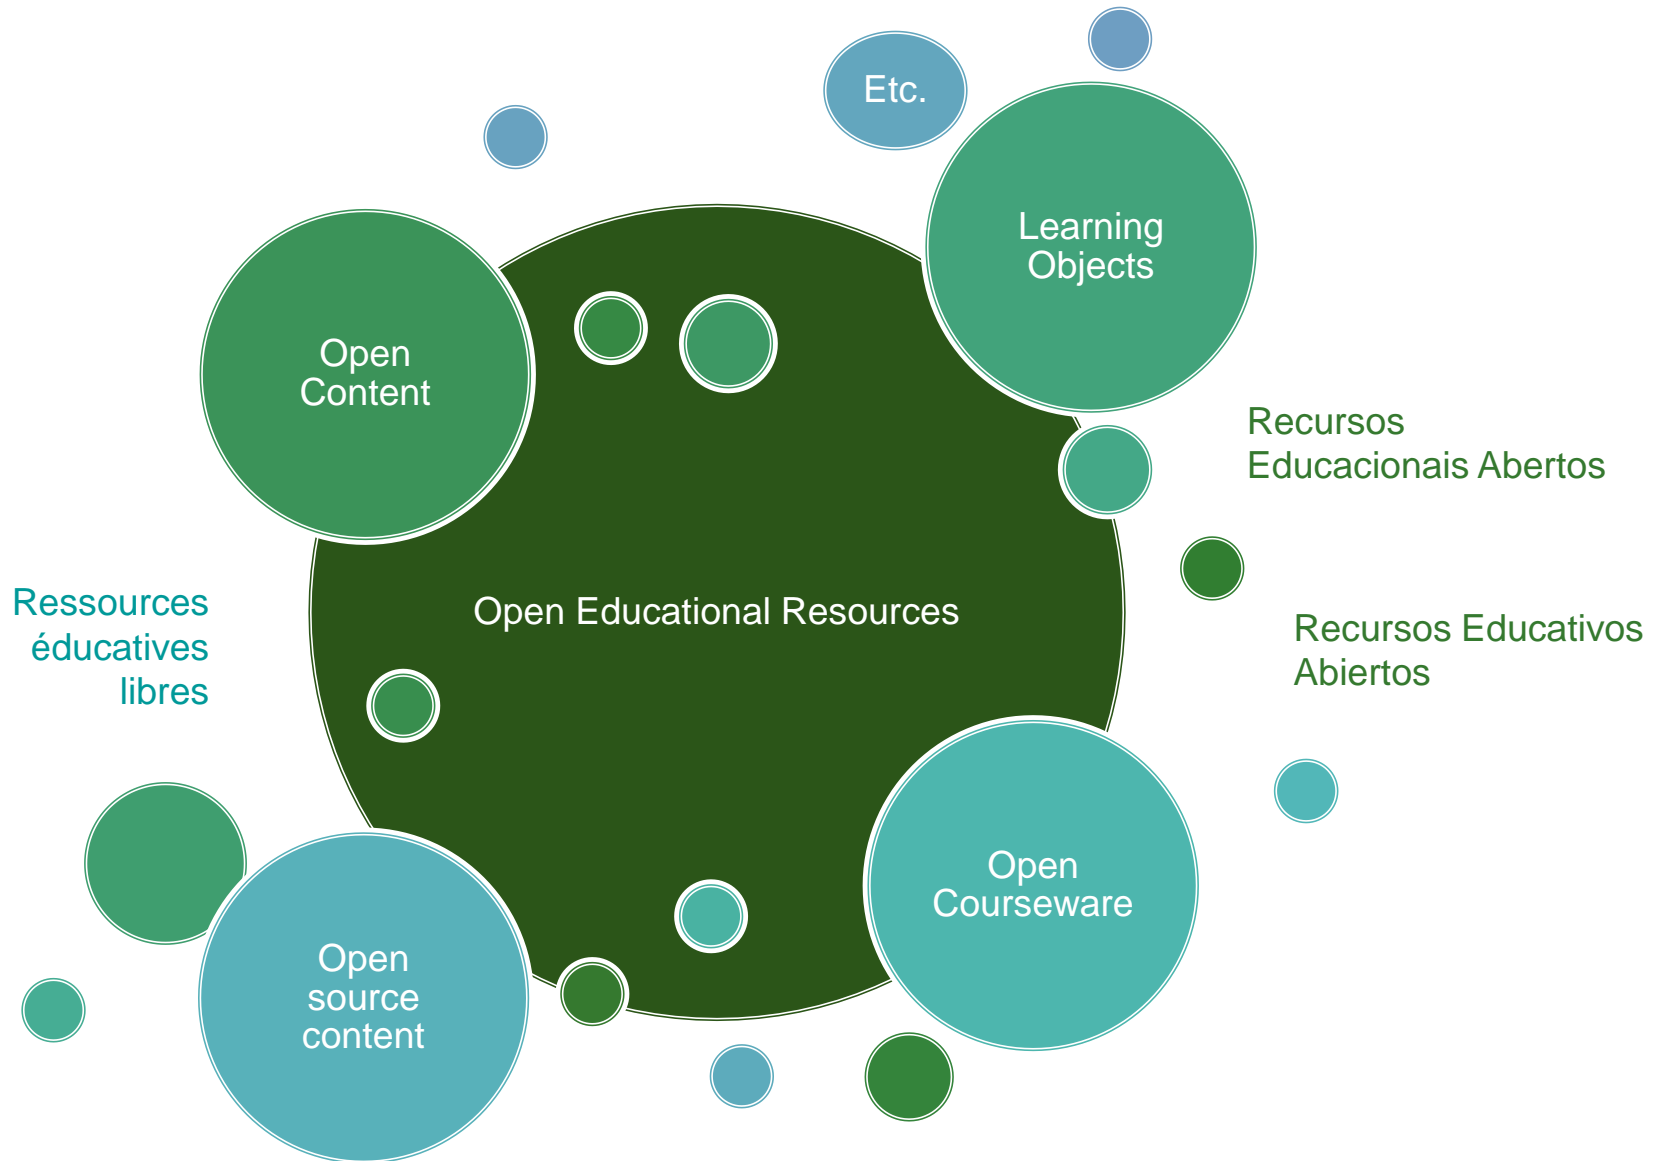 Etc.
Learning
Objects
Open
Content
Recursos
Educacionais Abertos
Open Educational Resources
Ressources
éducatives
libres
Recursos Educativos
Abiertos
Open
Courseware
Open
source
content